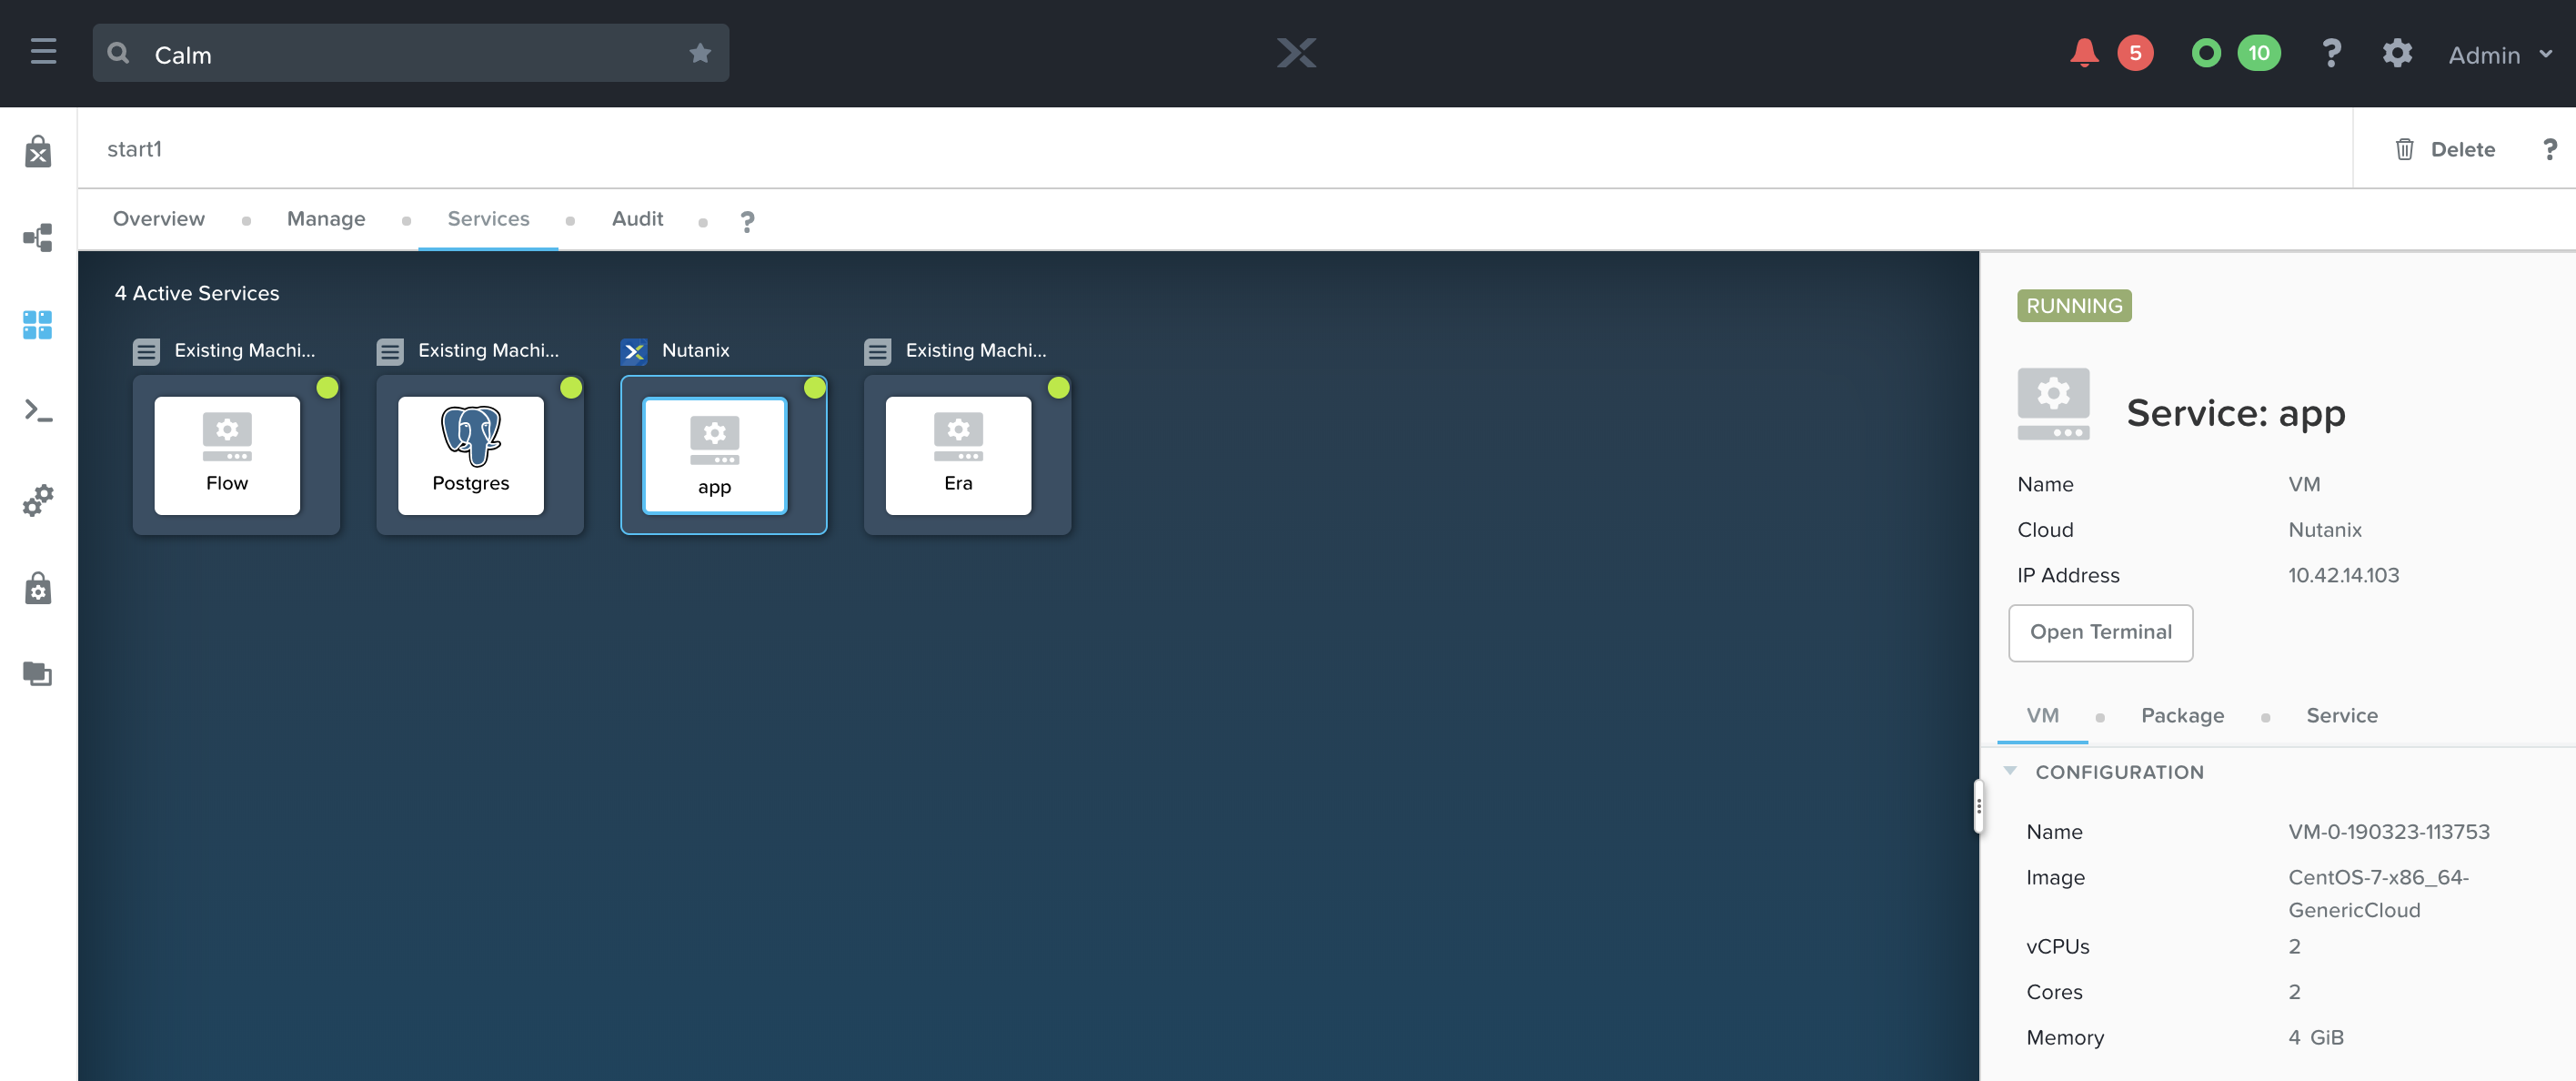 Calm
5
10
?
Admin
start1
Delete
?
Overview
Manage
Services
Audit
?
4 Active Services
Existing Machi...
Existing Machi...
Nutanix
Existing Machi...
Flow
Postgres
app
Era
RUNNING
Service: app
Name VM
Cloud Nutanix
IP Address 10.42.14.103
Open Terminal
VM
Package
Service
CONFIGURATION
Name VM-0-190323-113753
Image CentOS-7-x86_64-
GenericCloud
vCPUs 2
Cores 2
Memory 4 GiB